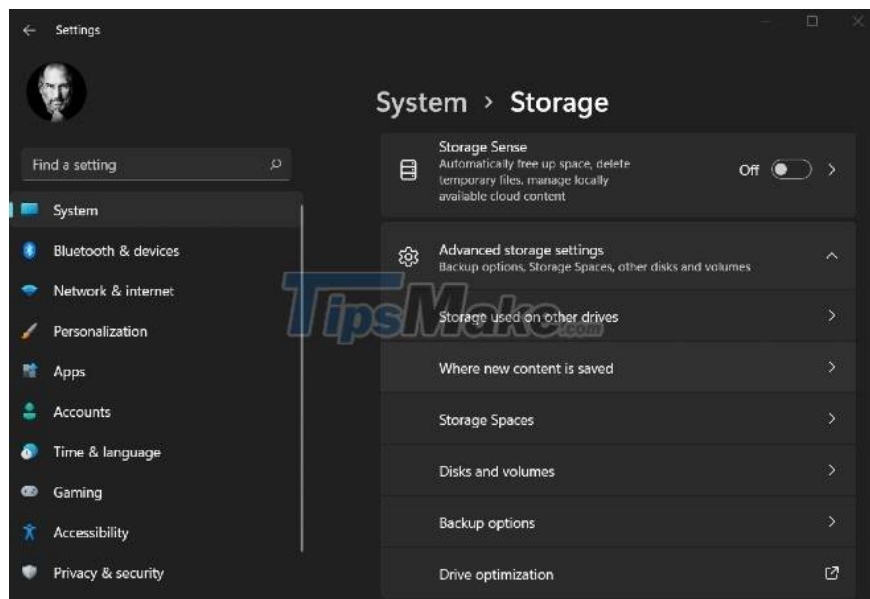 Settings
System > Storage
Find a setting
System
Bluetooth & devices
Network & internet
Personalization
Apps
Accounts
Time & language
Gaming
Accessibility
Privacy & security
Storage Sense
Automatically free up space, delete
temporary files, manage locally
available cloud content
Off
Advanced storage settings
Backup options, Storage Spaces, other disks and volumes
Storage used on other drives
Where new content is saved
Storage Spaces
Disks and volumes
Backup options
Drive optimization
TipsMake.com